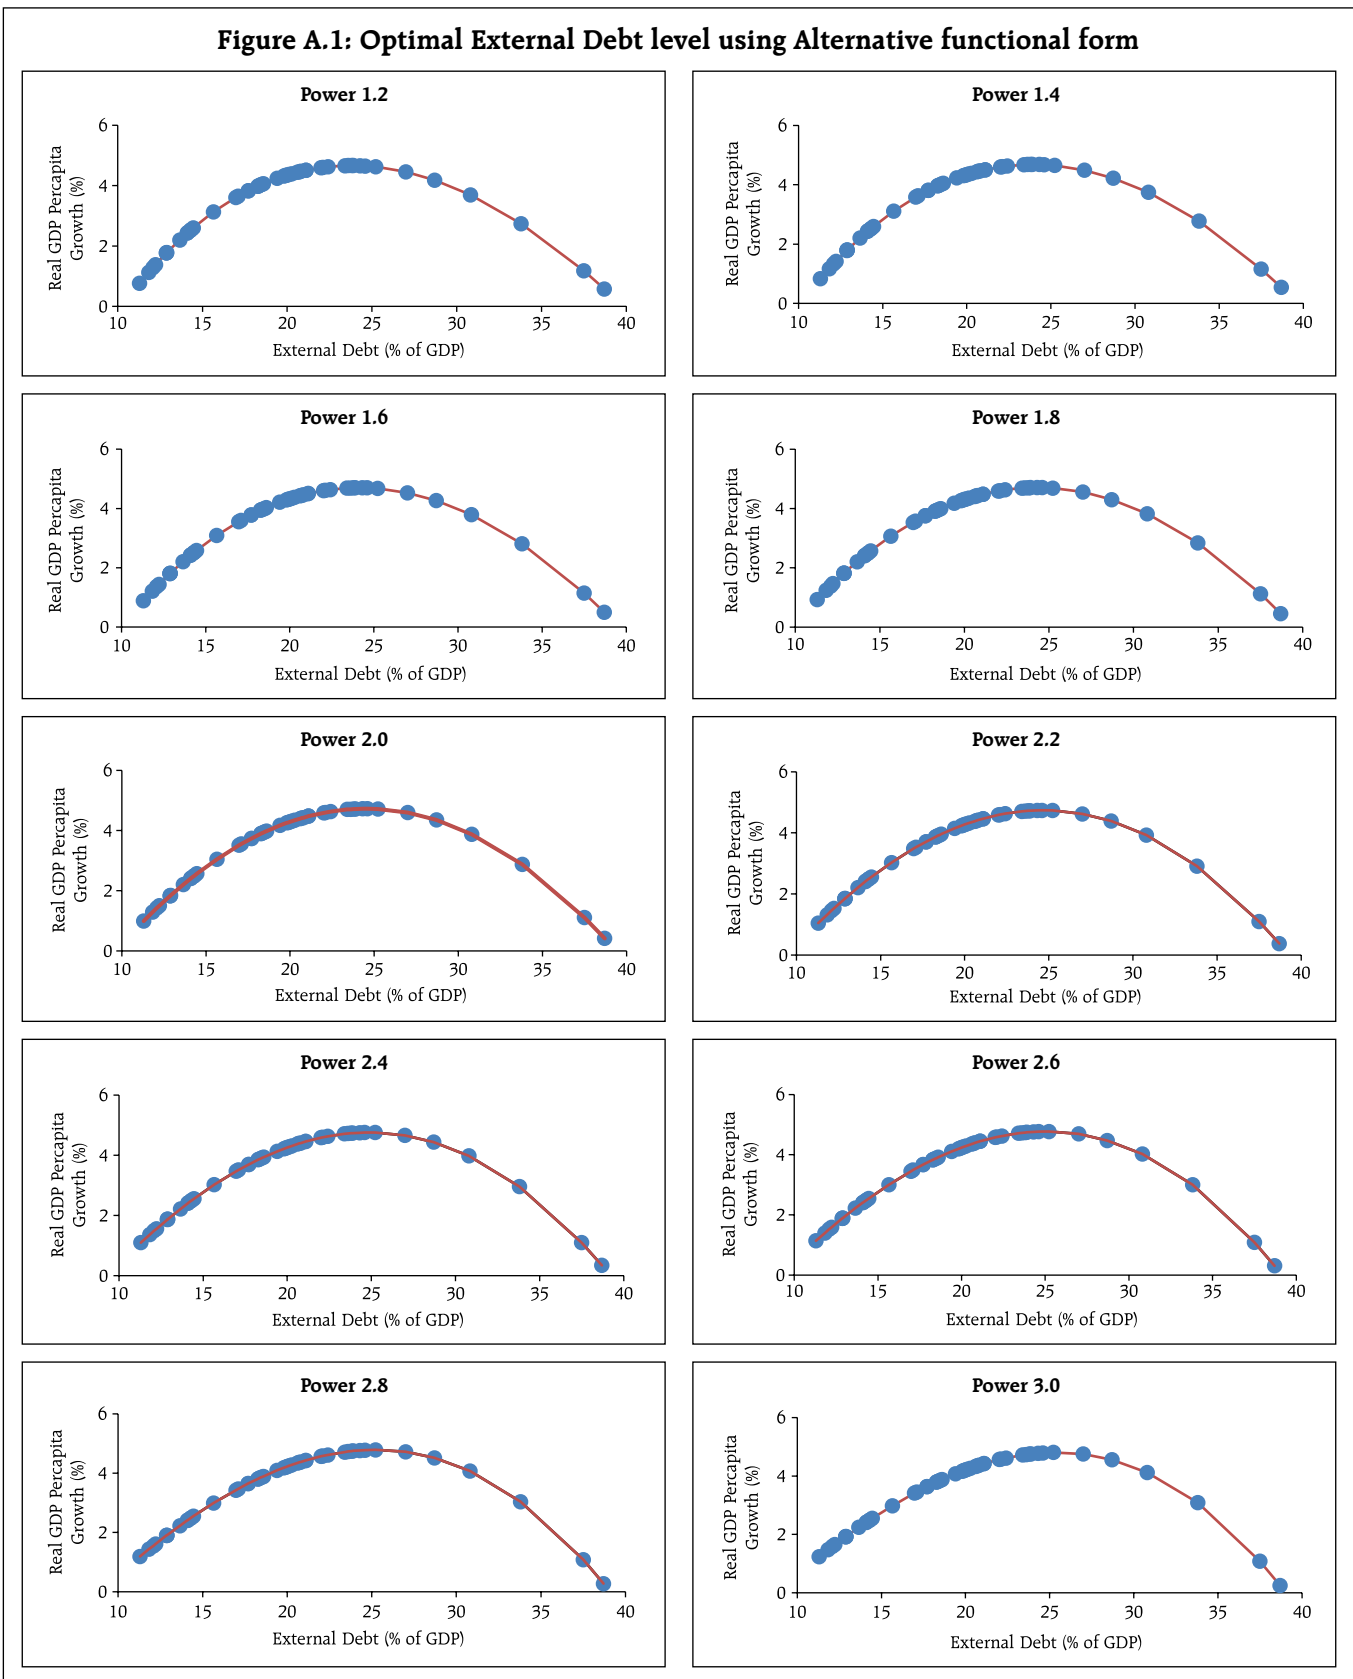 Figure A.1: Optimal External Debt level using Alternative functional form
Power 1.2
Real GDP Percapita
Growth (%)
6
4
2
0
10 15 20 25 30 35 40
External Debt (% of GDP)
Power 1.4
Real GDP Percapita
Growth (%)
6
4
2
0
10 15 20 25 30 35 40
External Debt (% of GDP)
Power 1.6
Real GDP Percapita
Growth (%)
6
4
2
0
10 15 20 25 30 35 40
External Debt (% of GDP)
Power 1.8
Real GDP Percapita
Growth (%)
6
4
2
0
10 15 20 25 30 35 40
External Debt (% of GDP)
Power 2.0
Real GDP Percapita
Growth (%)
6
4
2
0
10 15 20 25 30 35 40
External Debt (% of GDP)
Power 2.2
Real GDP Percapita
Growth (%)
6
4
2
0
10 15 20 25 30 35 40
External Debt (% of GDP)
Power 2.4
Real GDP Percapita
Growth (%)
6
4
2
0
10 15 20 25 30 35 40
External Debt (% of GDP)
Power 2.6
Real GDP Percapita
Growth (%)
6
4
2
0
10 15 20 25 30 35 40
External Debt (% of GDP)
Power 2.8
Real GDP Percapita
Growth (%)
6
4
2
0
10 15 20 25 30 35 40
External Debt (% of GDP)
Power 3.0
Real GDP Percapita
Growth (%)
6
4
2
0
10 15 20 25 30 35 40
External Debt (% of GDP)